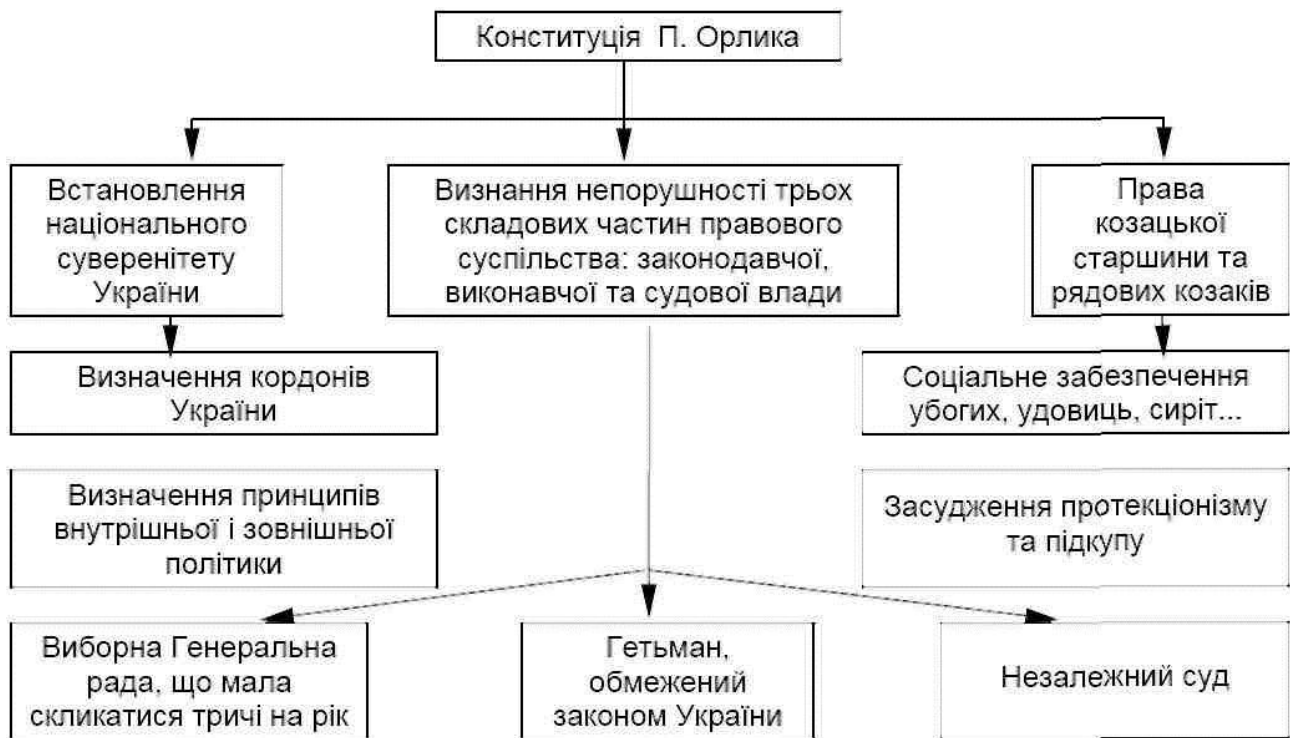 Конституція П. Орлика
Встановлення
національного
суверенітету
України
Визнання непорушності трьох
складових частин правового
суспільства: законодавчої,
виконавчої та судової влади
Права
козацької
старшини та
рядових козаків
Визначення кордонів
України
Соціальне забезпечення
убогих, удовиць, сиріт...
Визначення принципів
внутрішньої і зовнішньої
політики
Засудження протекціонізму
та підкупу
Виборна Генеральна
рада, що мала
скликатися тричі на рік
Гетьман,
обмежений
законом України
Незалежний суд